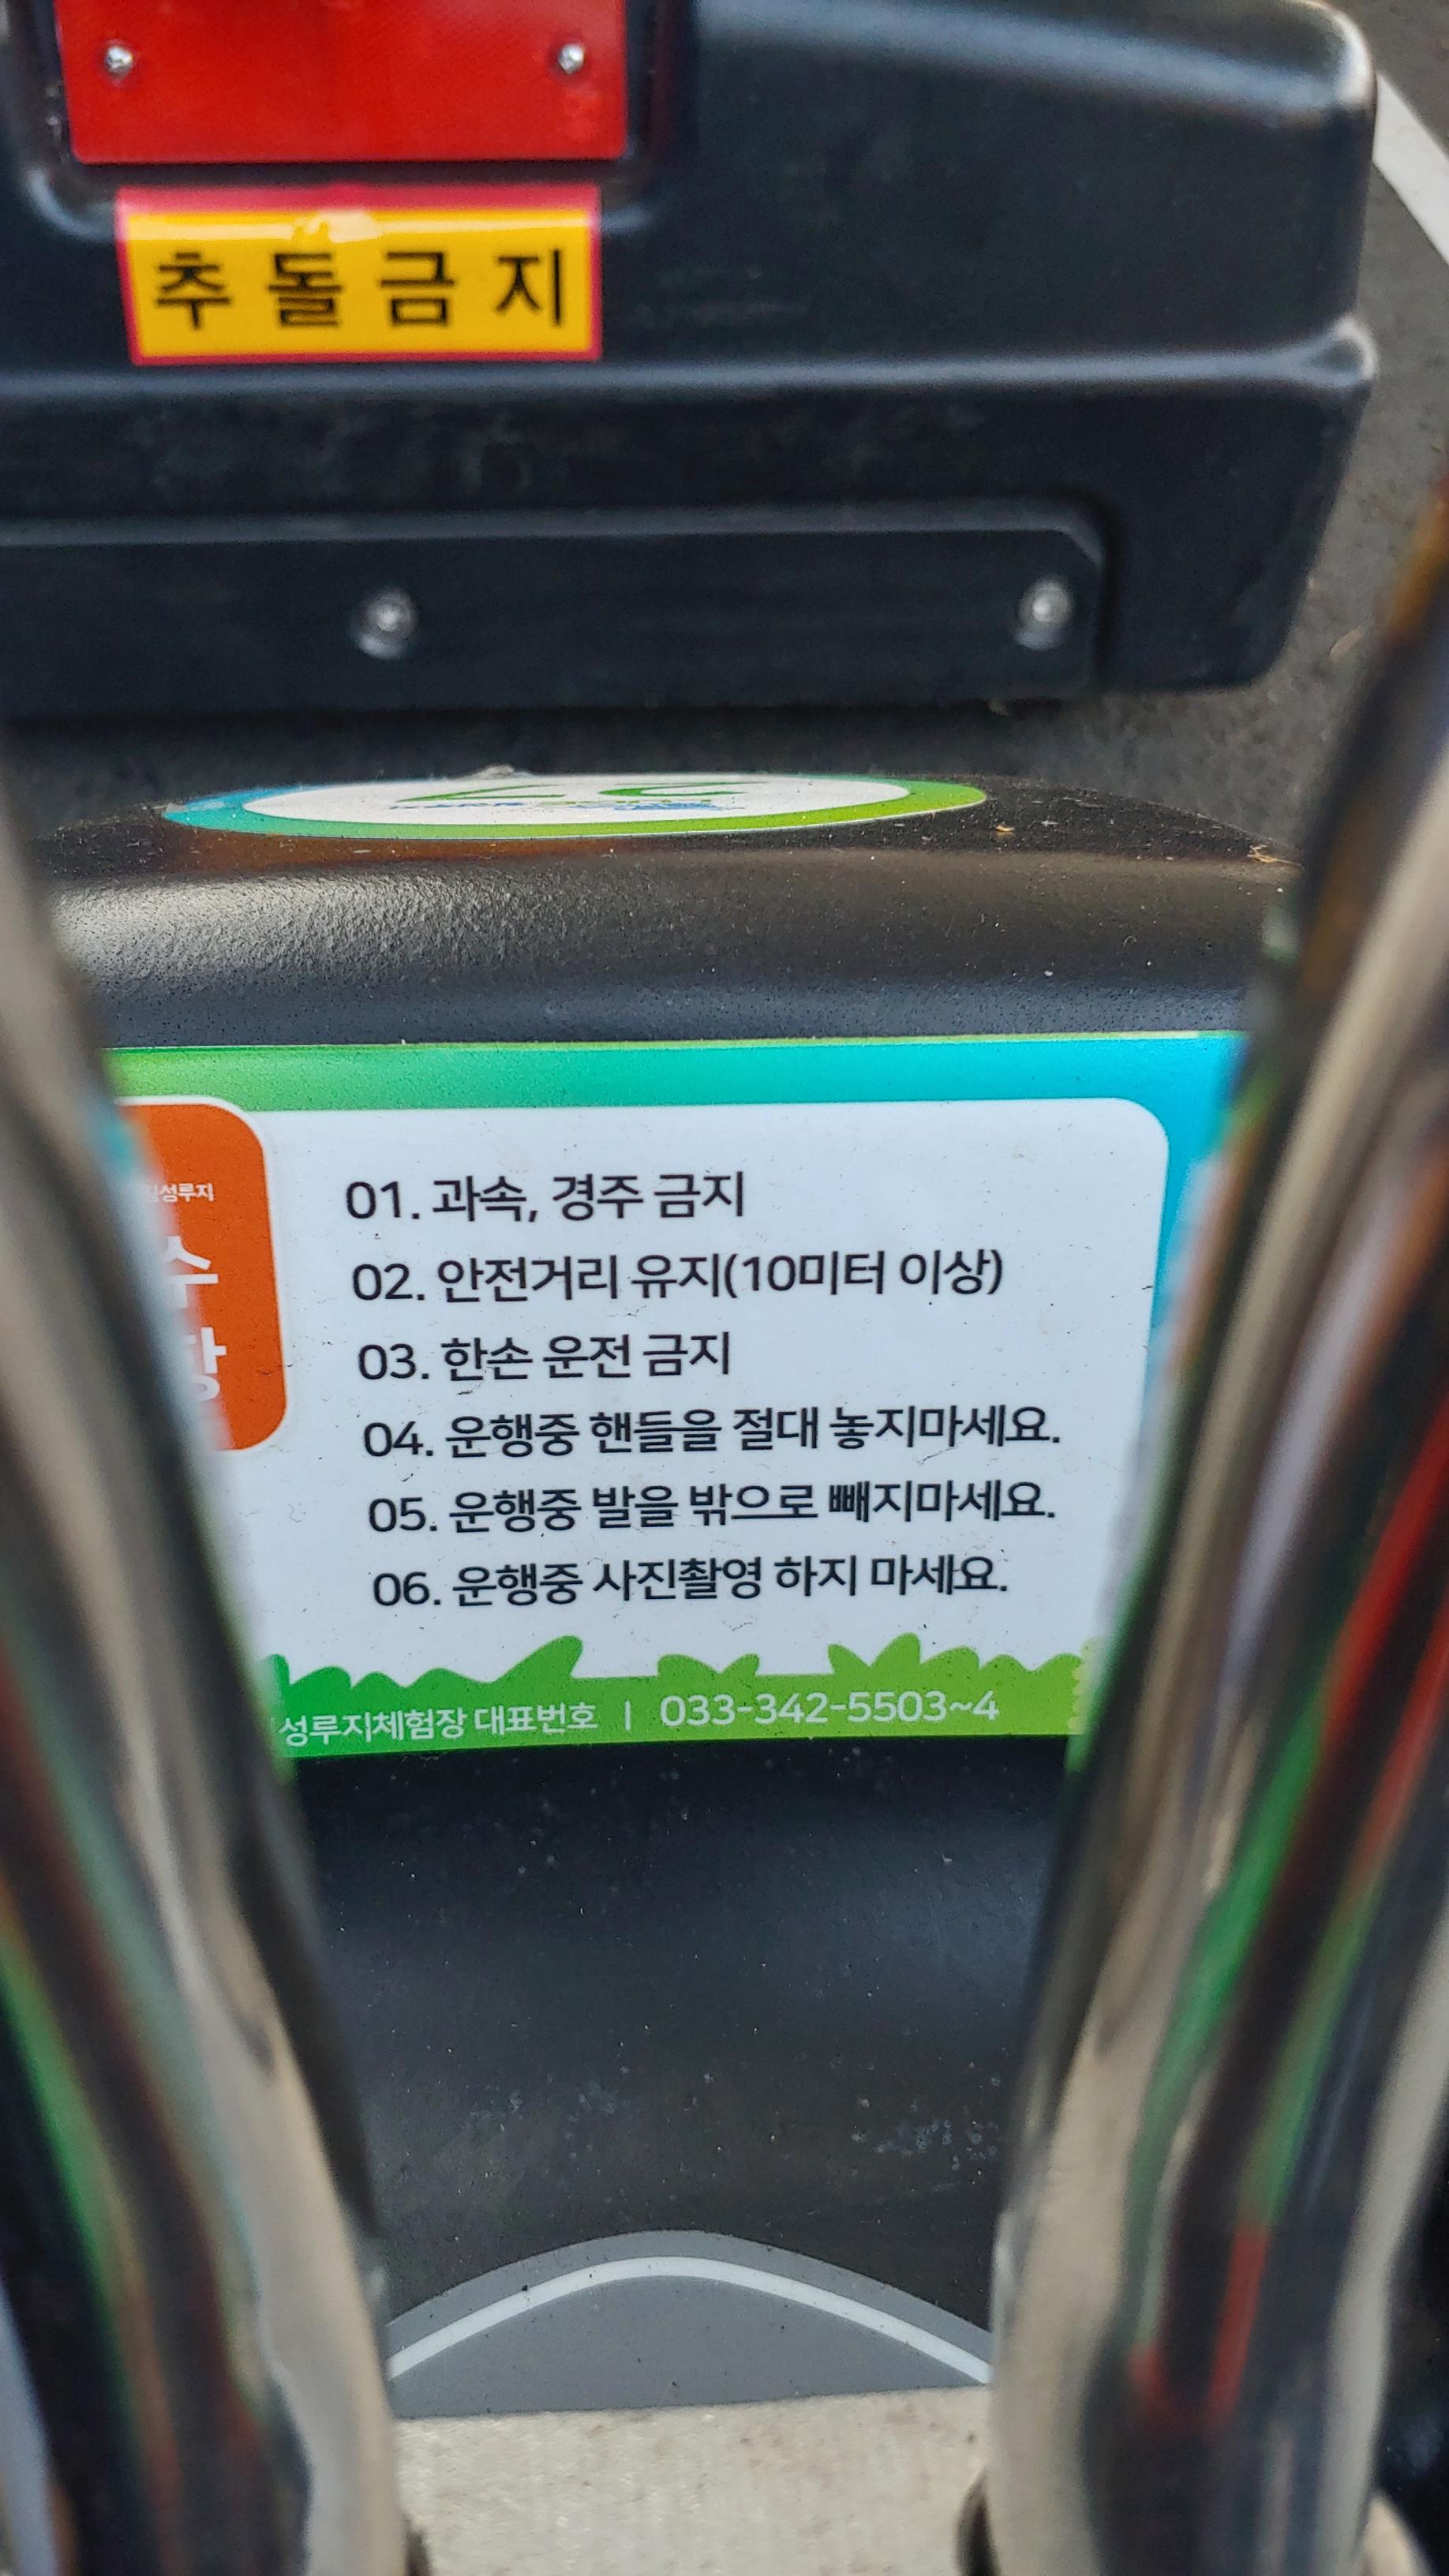 추돌금지
성루지
01. 과속, 경주 금지
02. 안전거리 유지(10미터 이상)
03. 한손 운전 금지
04. 운행중 핸들을 절대 놓지마세요.
05. 운행중 발을 밖으로 빼지마세요.
06. 운행중 사진촬영 하지 마세요.
성루지체험장 대표번호 | 033-342-5503~4